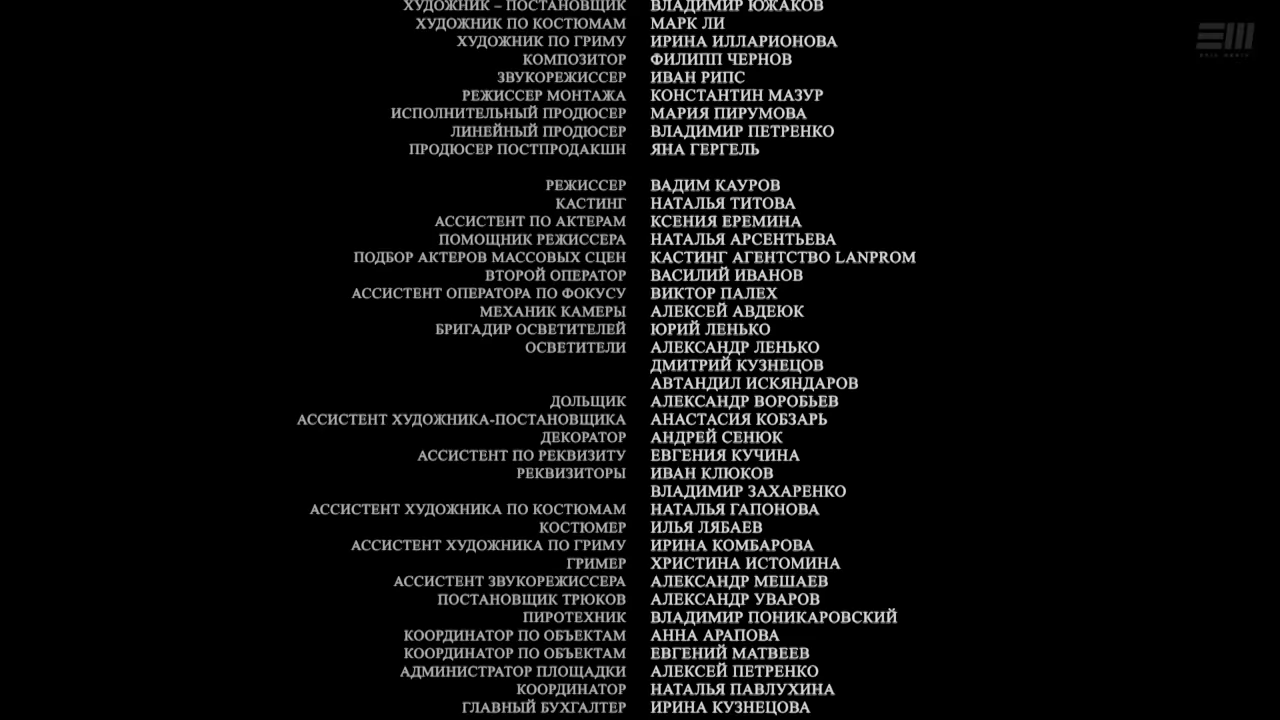 ХУДОЖНИК – ПОСТАНОВЩИК ВЛАДИМИР ЮЖАКОВ
ХУДОЖНИК ПО КОСТЮМАМ МАРК ЛИ
ХУДОЖНИК ПО ГРИМУ ИРИНА ИЛЛАРИОНОВА
КОМПОЗИТОР ФИЛИПП ЧЕРНОВ
ЗВУКОРЕЖИССЕР ИВАН РИПС
РЕЖИССЕР МОНТАЖА КОНСТАНТИН МАЗУР
ИСПОЛНИТЕЛЬНЫЙ ПРОДЮСЕР МАРИЯ ПИРУМОВА
ЛИНЕЙНЫЙ ПРОДЮСЕР ВЛАДИМИР ПЕТРЕНКО
ПРОДЮСЕР ПОСТПРОДАКШН ЯНА ГЕРГЕЛЬ
РЕЖИССЕР ВАДИМ КАУРОВ
КАСТИНГ НАТАЛЬЯ ТИТОВА
АССИСТЕНТ ПО АКТЕРАМ КСЕНИЯ ЕРЕМИНА
ПОМОЩНИК РЕЖИССЕРА НАТАЛЬЯ АРСЕНТЬЕВА
ПОДБОР АКТЕРОВ МАССОВЫХ СЦЕН КАСТИНГ АГЕНТСТВО LANPROM
ВТОРОЙ ОПЕРАТОР ВАСИЛИЙ ИВАНОВ
АССИСТЕНТ ОПЕРАТОРА ПО ФОКУСУ ВИКТОР ПАЛЕХ
МЕХАНИК КАМЕРЫ АЛЕКСЕЙ АВДЕЮК
БРИГАДИР ОСВЕТИТЕЛЕЙ ЮРИЙ ЛЕНЬКО
ОСВЕТИТЕЛИ АЛЕКСАНДР ЛЕНЬКО
ДМИТРИЙ КУЗНЕЦОВ
АВТАНДИЛ ИСКЯНДАРОВ
ДОЛЬЩИК АЛЕКСАНДР ВОРОБЬЕВ
АССИСТЕНТ ХУДОЖНИКА-ПОСТАНОВЩИКА АНАСТАСИЯ КОБЗАРЬ
ДЕКОРАТОР АНДРЕЙ СЕНЮК
АССИСТЕНТ ПО РЕКВИЗИТУ ЕВГЕНИЯ КУЧИНА
РЕКВИЗИТОРЫ ИВАН КЛЮКОВ
ВЛАДИМИР ЗАХАРЕНКО
АССИСТЕНТ ХУДОЖНИКА ПО КОСТЮМАМ НАТАЛЬЯ ГАПОНОВА
КОСТЮМЕР ИЛЬЯ ЛЯБАЕВ
АССИСТЕНТ ХУДОЖНИКА ПО ГРИМУ ИРИНА КОМБАРОВА
ГРИМЕР ХРИСТИНА ИСТОМИНА
АССИСТЕНТ ЗВУКОРЕЖИССЕРА АЛЕКСАНДР МЕШАЕВ
ПОСТАНОВЩИК ТРЮКОВ АЛЕКСАНДР УВАРОВ
ПИРОТЕХНИК ВЛАДИМИР ПОНИКАРОВСКИЙ
КООРДИНАТОР ПО ОБЪЕКТАМ АННА АРАПОВА
КООРДИНАТОР ПО ОБЪЕКТАМ ЕВГЕНИЙ МАТВЕЕВ
АДМИНИСТРАТОР ПЛОЩАДКИ АЛЕКСЕЙ ПЕТРЕНКО
КООРДИНАТОР НАТАЛЬЯ ПАВЛУХИНА
ГЛАВНЫЙ БУХГАЛТЕР ИРИНА КУЗНЕЦОВА